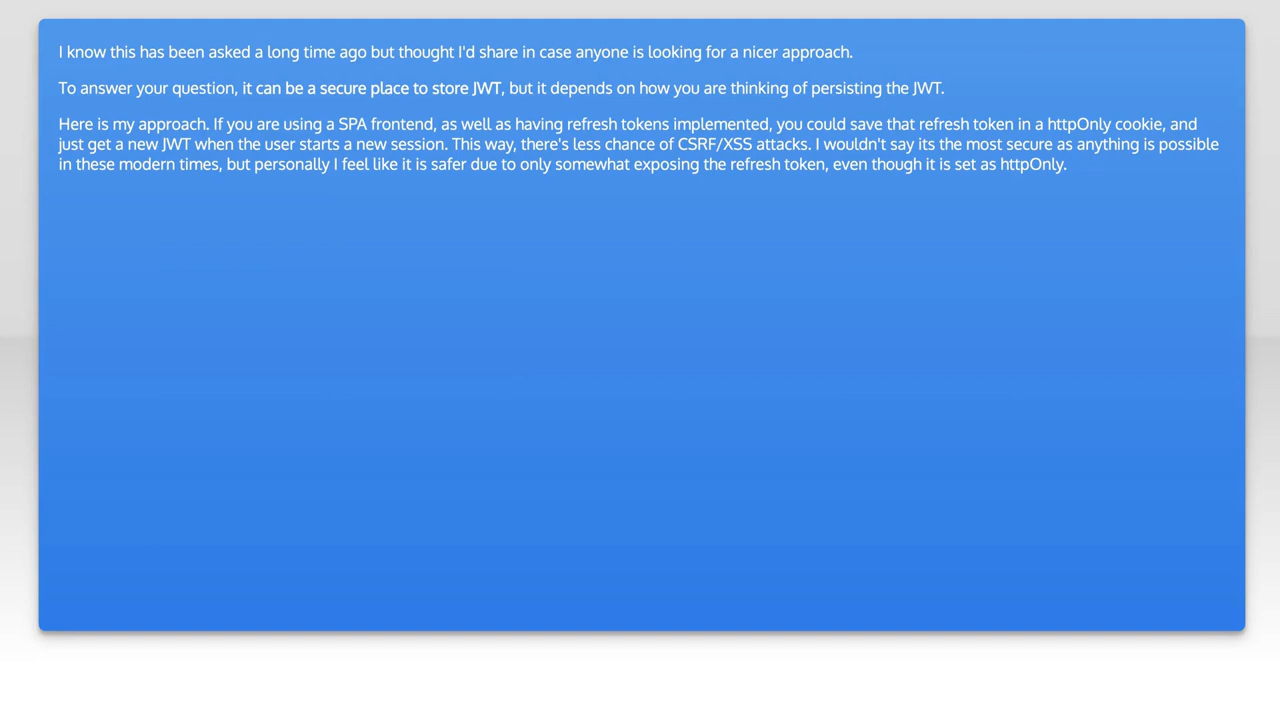 I know this has been asked a long time ago but thought I'd share in case anyone is looking for a nicer approach.
To answer your question, it can be a secure place to store JWT, but it depends on how you are thinking of persisting the JWT.
Here is my approach. If you are using a SPA frontend, as well as having refresh tokens implemented, you could save that refresh token in a httpOnly cookie, and
just get a new JWT when the user starts a new session. This way, there's less chance of CSRF/XSS attacks. I wouldn't say its the most secure as anything is possible
in these modern times, but personally I feel like it is safer due to only somewhat exposing the refresh token, even though it is set as httpOnly.